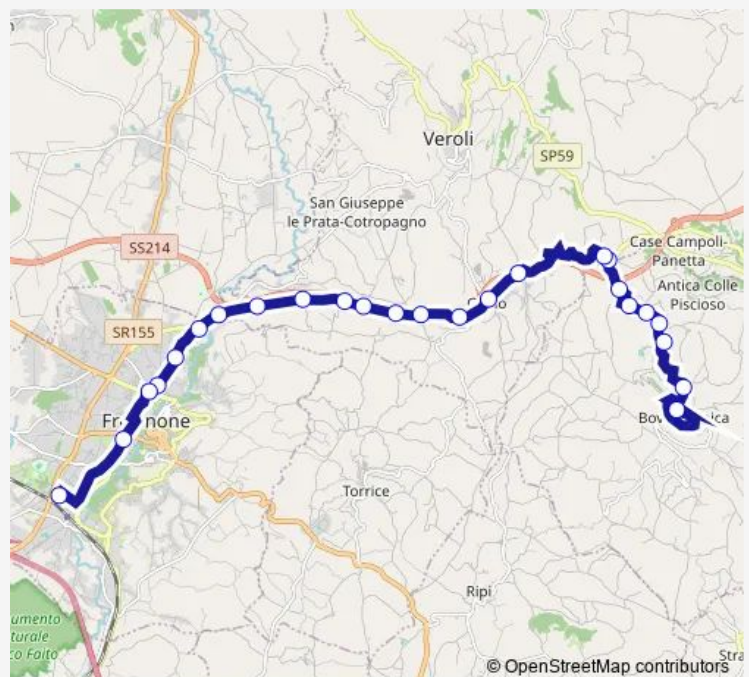 Veroli
SP59
San Giuseppe
le Prata-Cotropagno
SS214
Case Campoli-
Panetta
Antica Colle
Piscioso
SR155
Torrice
Ripi
© OpenStreetMap contributors